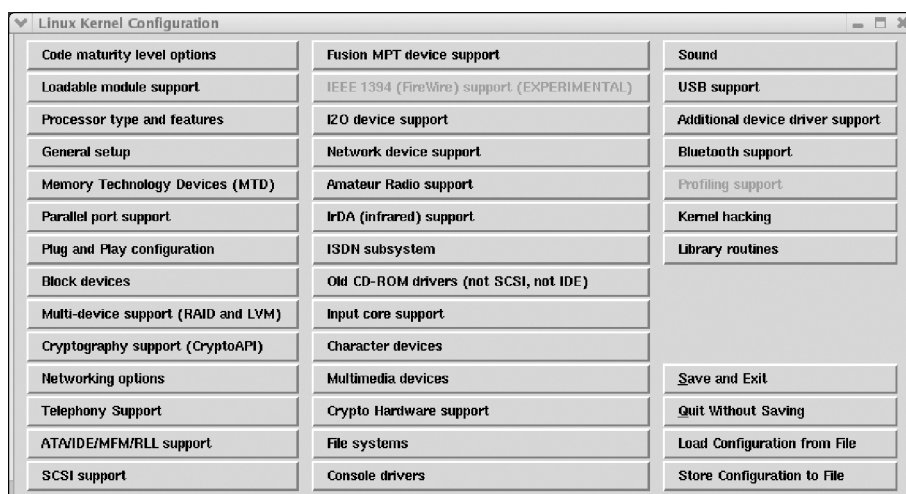 Linux Kernel Configuration
Code maturity level options
Loadable module support
Processor type and features
General setup
Memory Technology Devices (MTD)
Parallel port support
Plug and Play configuration
Block devices
Multi-device support (RAID and LVM)
Cryptography support (CryptoAPI)
Networking options
Telephony Support
ATA/IDE/MFM/RLL support
SCSI support
Fusion MPT device support
IEEE 1394 (FireWire) support (EXPERIMENTAL)
I2O device support
Network device support
Amateur Radio support
IrDA (infrared) support
ISDN subsystem
Old CD-ROM drivers (not SCSI, not IDE)
Input core support
Character devices
Multimedia devices
Crypto Hardware support
File systems
Console drivers
Sound
USB support
Additional device driver support
Bluetooth support
Profiling support
Kernel hacking
Library routines
Save and Exit
Quit Without Saving
Load Configuration from File
Store Configuration to File